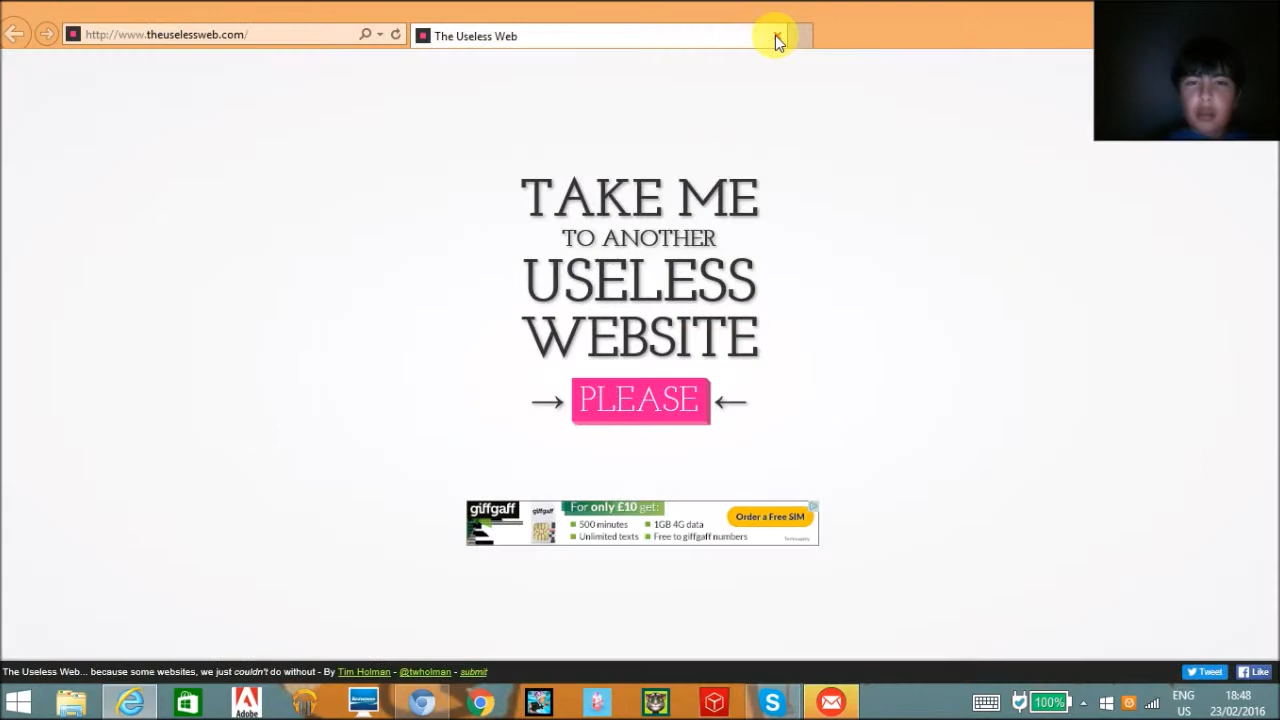 http://www.theuselessweb.com/
The Useless Web
TAKE ME
TO ANOTHER
USELESS
WEBSITE
→ PLEASE ←
giffgaff
giffgaff
For only £10 get:
500 minutes
1GB 4G data
Unlimited texts
Free to giffgaff numbers
Order a Free SIM
The Useless Web... because some websites, we just couldn't do without - By Tim Holman - @twholman - submit
Tweet
Like
Adobe
Lenovo
100%
ENG
US
18:48
23/02/2016